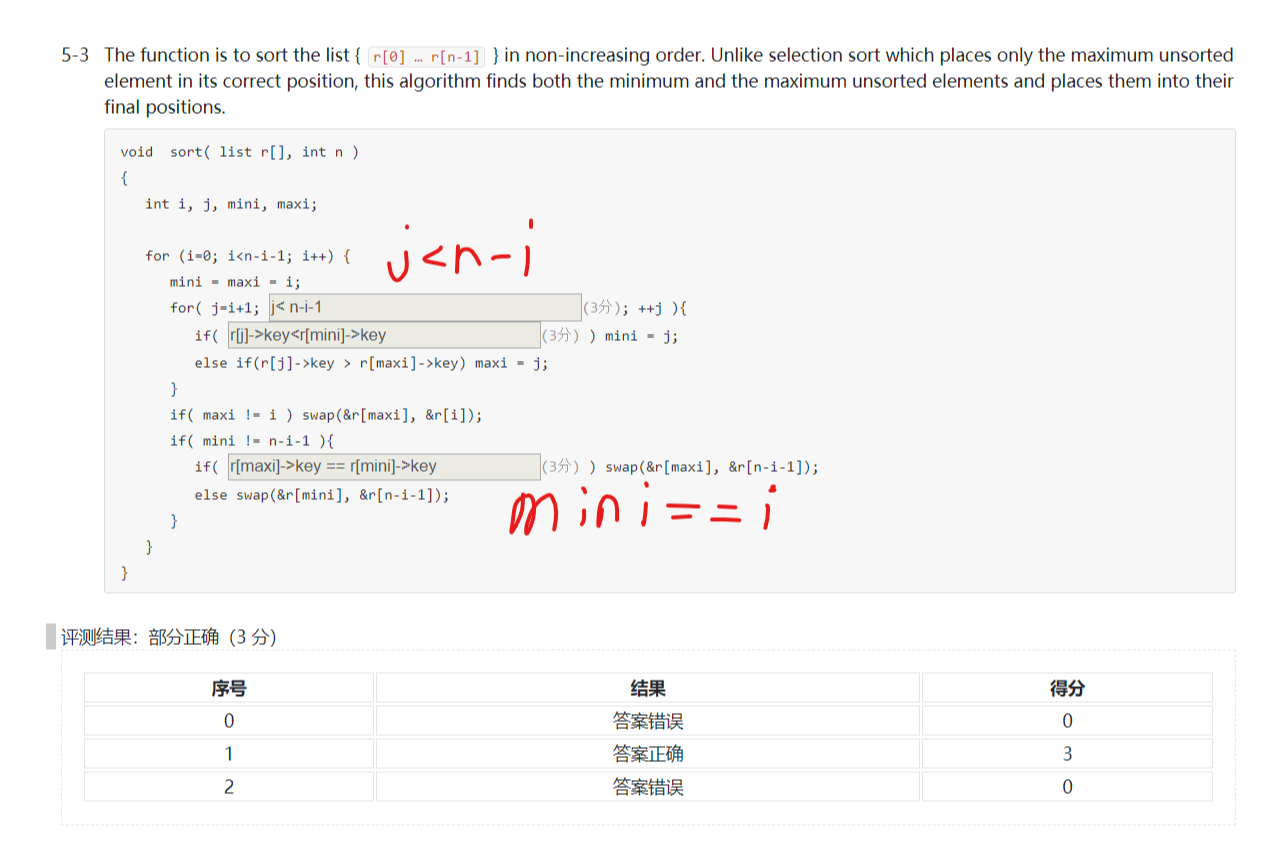 5-3 The function is to sort the list { r[0] … r[n-1] } in non-increasing order. Unlike selection sort which places only the maximum unsorted
element in its correct position, this algorithm finds both the minimum and the maximum unsorted elements and places them into their
final positions.
void  sort( list r[], int n )
{
   int i, j, mini, maxi;
   for (i=0; i<n-i-1; i++) {
j<n-i
      mini = maxi = i;
      for( j=i+1; j< n-i-1 (3分); ++j ){
         if( r[j]->key<r[mini]->key (3分) ) mini = j;
         else if(r[j]->key > r[maxi]->key) maxi = j;
      }
      if( maxi != i ) swap(&r[maxi], &r[i]);
      if( mini != n-i-1 ){
         if( r[maxi]->key == r[mini]->key (3分) ) swap(&r[maxi], &r[n-i-1]);
         else swap(&r[mini], &r[n-i-1]);
mini==i
      }
   }
}
评测结果：部分正确（3 分）
序号 结果 得分
0 答案错误 0
1 答案正确 3
2 答案错误 0